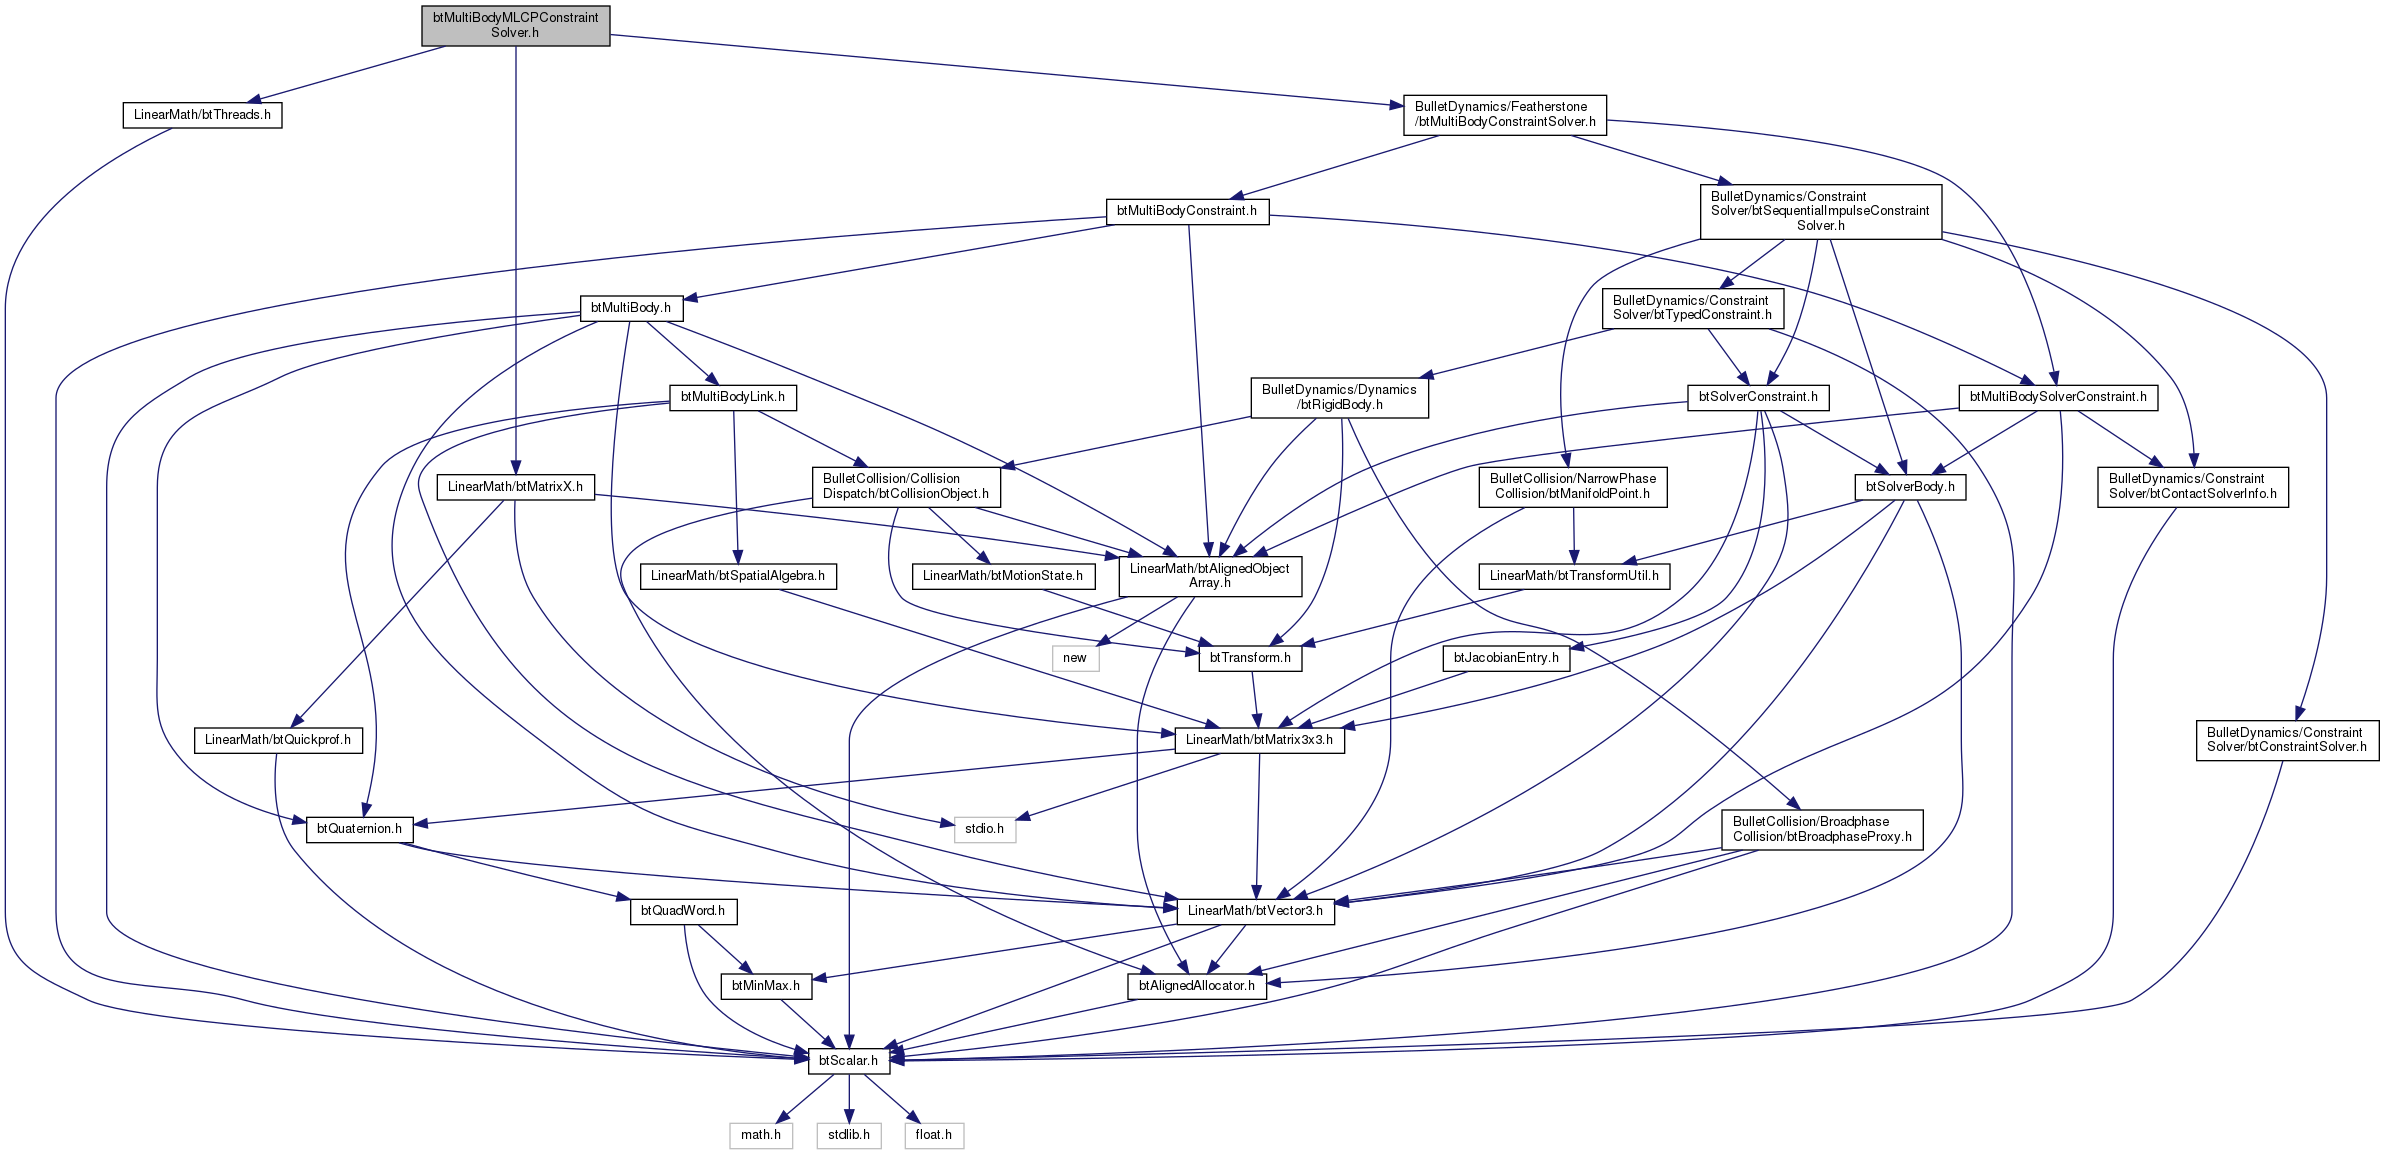 btMultiBodyMLCPConstraint
Solver.h
LinearMath/btThreads.h
BulletDynamics/Featherstone
/btMultiBodyConstraintSolver.h
btMultiBodyConstraint.h
BulletDynamics/Constraint
Solver/btSequentialImpulseConstraint
Solver.h
btMultiBody.h
BulletDynamics/Constraint
Solver/btTypedConstraint.h
btMultiBodyLink.h
BulletDynamics/Dynamics
/btRigidBody.h
btSolverConstraint.h
btMultiBodySolverConstraint.h
LinearMath/btMatrixX.h
BulletCollision/Collision
Dispatch/btCollisionObject.h
BulletCollision/NarrowPhase
Collision/btManifoldPoint.h
btSolverBody.h
BulletDynamics/Constraint
Solver/btContactSolverInfo.h
LinearMath/btSpatialAlgebra.h
LinearMath/btMotionState.h
LinearMath/btAlignedObject
Array.h
LinearMath/btTransformUtil.h
new
btTransform.h
btJacobianEntry.h
LinearMath/btQuickprof.h
LinearMath/btMatrix3x3.h
BulletDynamics/Constraint
Solver/btConstraintSolver.h
btQuaternion.h
stdio.h
BulletCollision/Broadphase
Collision/btBroadphaseProxy.h
btQuadWord.h
LinearMath/btVector3.h
btMinMax.h
btAlignedAllocator.h
btScalar.h
math.h
stdlib.h
float.h